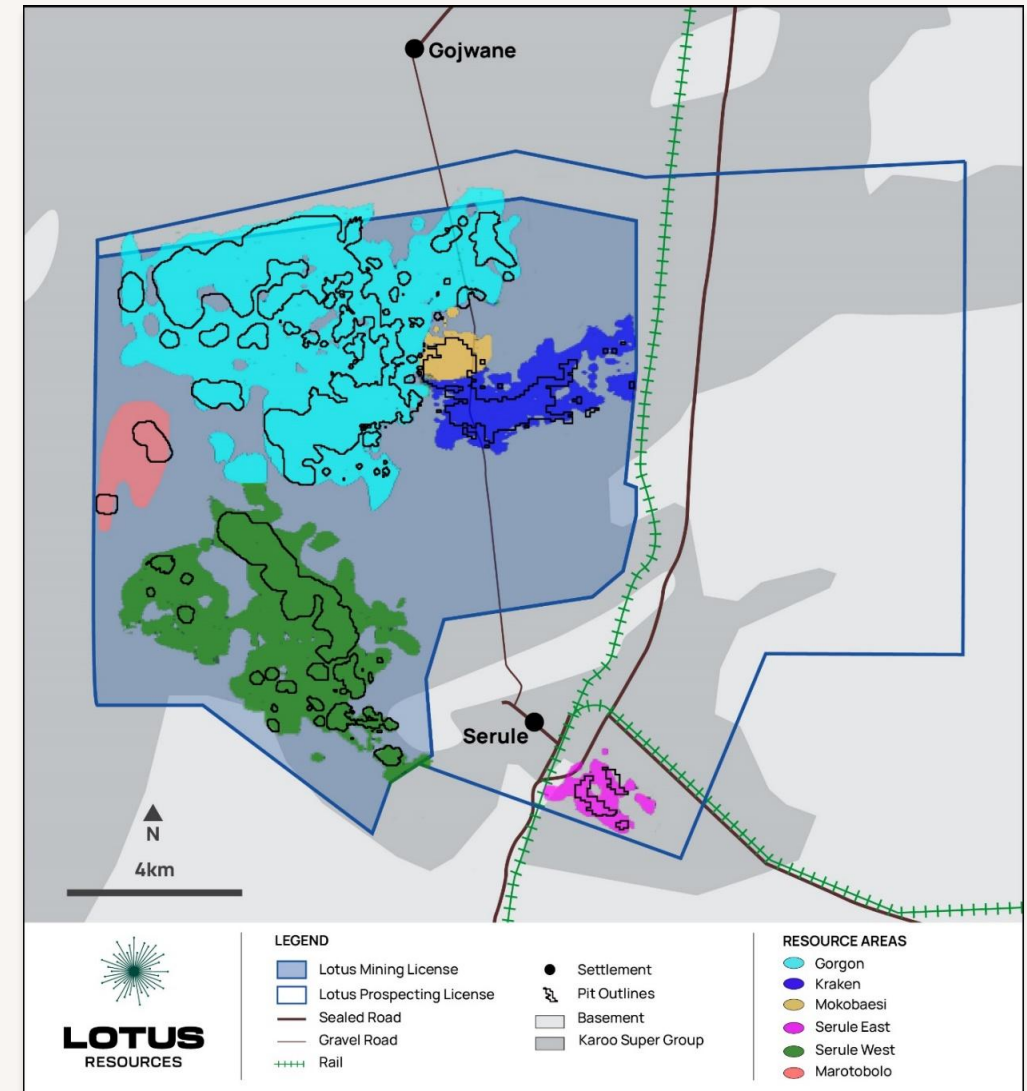 Gojwane
Serule
N
4km
LOTUS
RESOURCES
LEGEND
Lotus Mining License
Lotus Prospecting License
Sealed Road
Gravel Road
Rail
Settlement
Pit Outlines
Basement
Karoo Super Group
RESOURCE AREAS
Gorgon
Kraken
Mokobaesi
Serule East
Serule West
Marotobolo